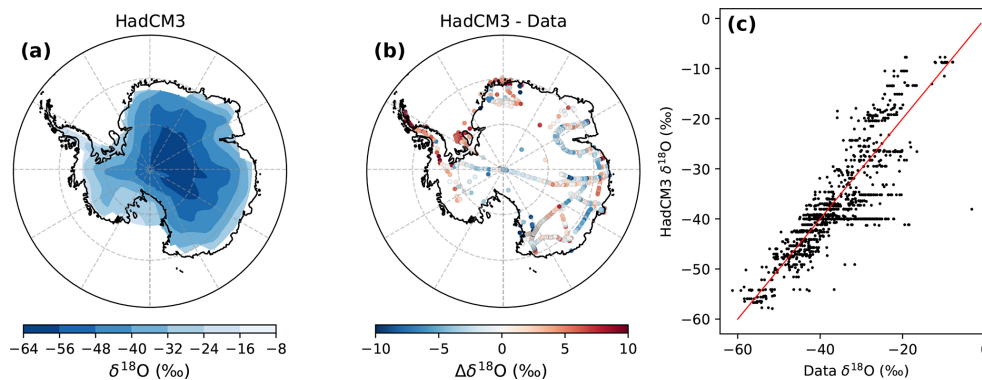 HadCM3
(a)
−64 −56 −48 −40 −32 −24 −16 −8
δ¹⁸O (‰)
HadCM3 - Data
(b)
−10 −5 0 5 10
Δδ¹⁸O (‰)
(c)
HadCM3 δ¹⁸O (‰)
0
−10
−20
−30
−40
−50
−60
−60 −40 −20 0
Data δ¹⁸O (‰)